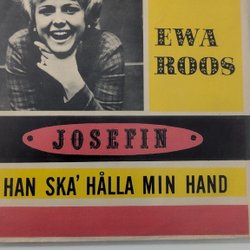 EWA
ROOS
JOSEFIN
HAN SKA' HÅLLA MIN HAND